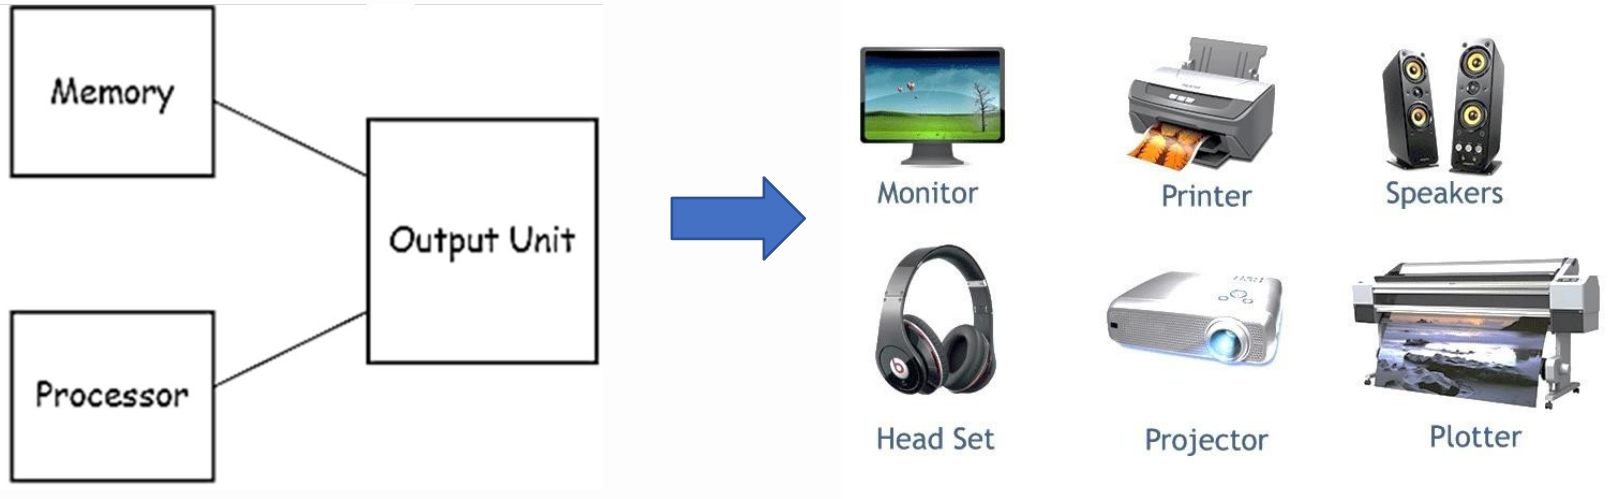 Memory
Output Unit
Processor
Monitor
Printer
Speakers
Head Set
Projector
Plotter